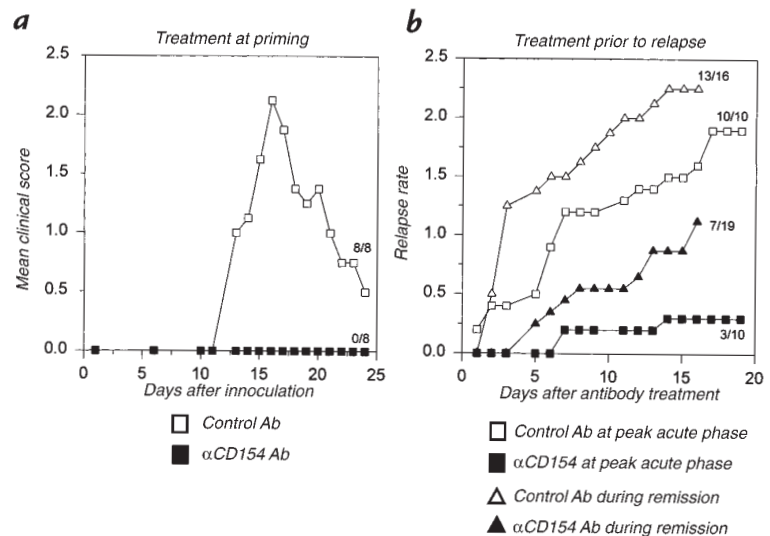 a
Treatment at priming
2.5
2.0
1.5
1.0
0.5
0.0
Mean clinical score
8/8
0/8
0 5 10 15 20 25
Days after innoculation
Control Ab
αCD154 Ab
b
Treatment prior to relapse
2.5
2.0
1.5
1.0
0.5
0.0
Relapse rate
13/16
10/10
7/19
3/10
0 5 10 15 20
Days after antibody treatment
Control Ab at peak acute phase
αCD154 at peak acute phase
Control Ab during remission
αCD154 Ab during remission